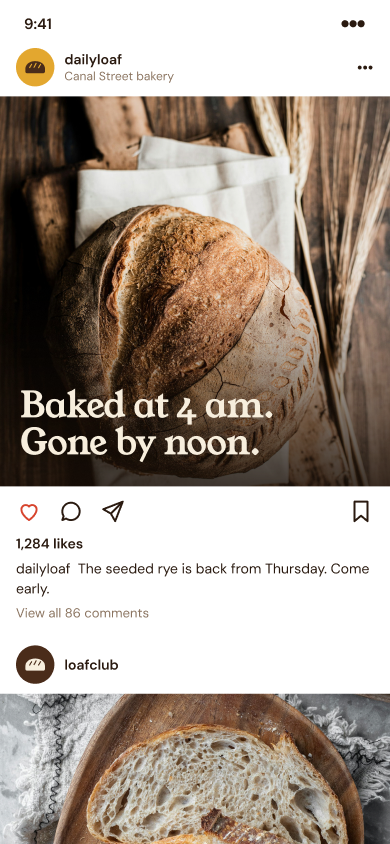 9:41
dailyloaf
Canal Street bakery
Baked at 4 am.
Gone by noon.
1,284 likes
dailyloaf The seeded rye is back from Thursday. Come
early.
View all 86 comments
loafclub